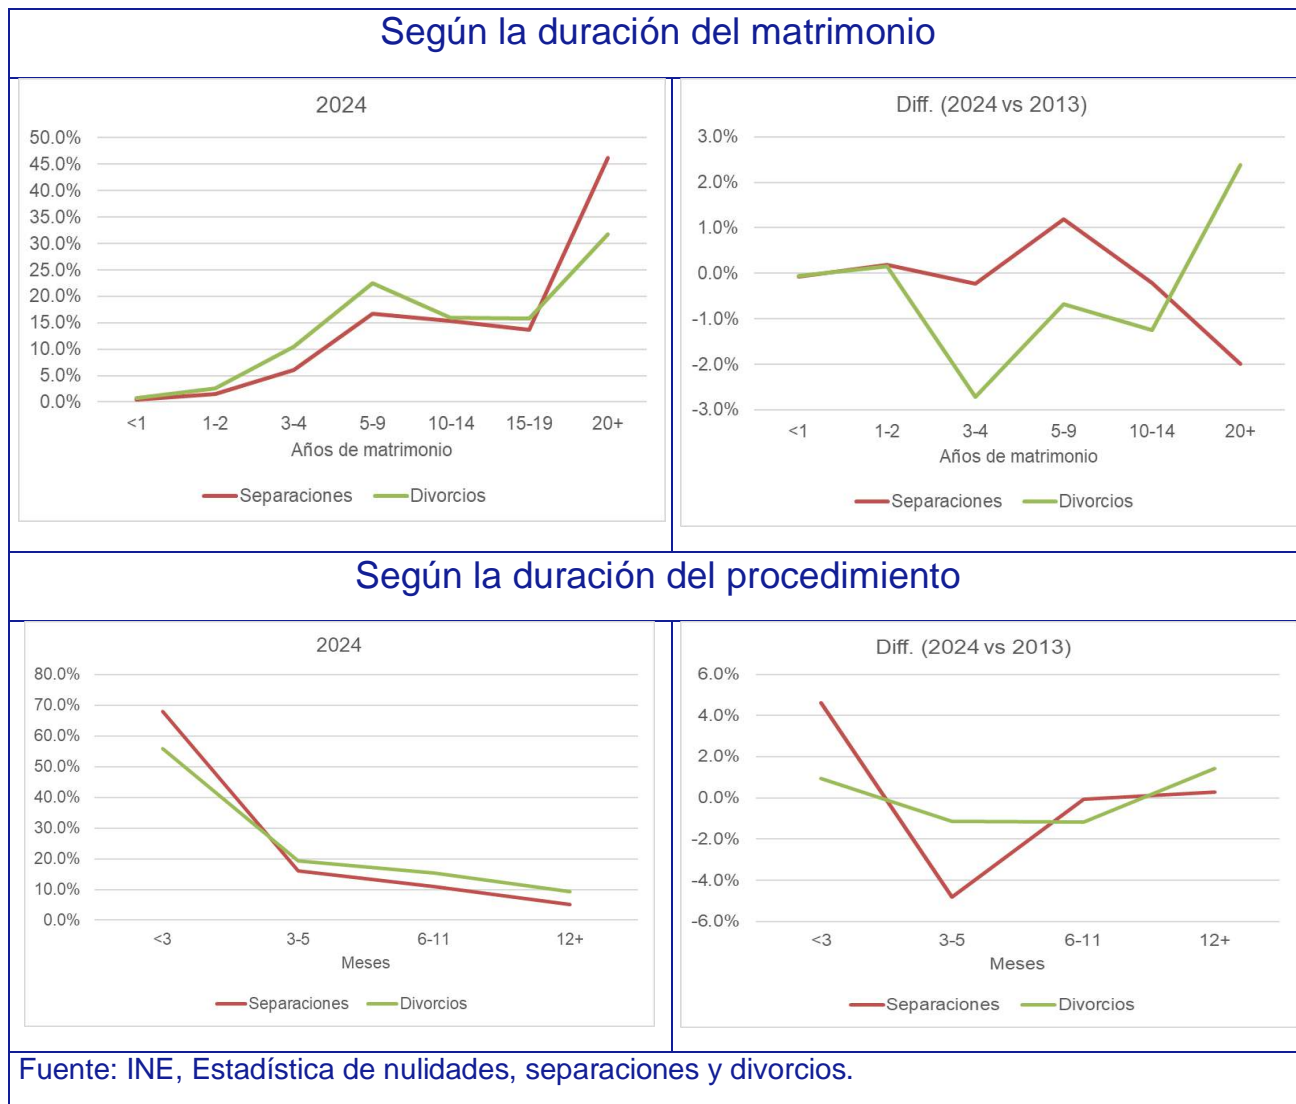 Según la duración del matrimonio
2024
50.0%
45.0%
40.0%
35.0%
30.0%
25.0%
20.0%
15.0%
10.0%
5.0%
0.0%
<1 1-2 3-4 5-9 10-14 15-19 20+
Años de matrimonio
Separaciones Divorcios
Diff. (2024 vs 2013)
3.0%
2.0%
1.0%
0.0%
-1.0%
-2.0%
-3.0%
<1 1-2 3-4 5-9 10-14 20+
Años de matrimonio
Separaciones Divorcios
Según la duración del procedimiento
2024
80.0%
70.0%
60.0%
50.0%
40.0%
30.0%
20.0%
10.0%
0.0%
<3 3-5 6-11 12+
Meses
Separaciones Divorcios
Diff. (2024 vs 2013)
6.0%
4.0%
2.0%
0.0%
-2.0%
-4.0%
-6.0%
<3 3-5 6-11 12+
Meses
Separaciones Divorcios
Fuente: INE, Estadística de nulidades, separaciones y divorcios.